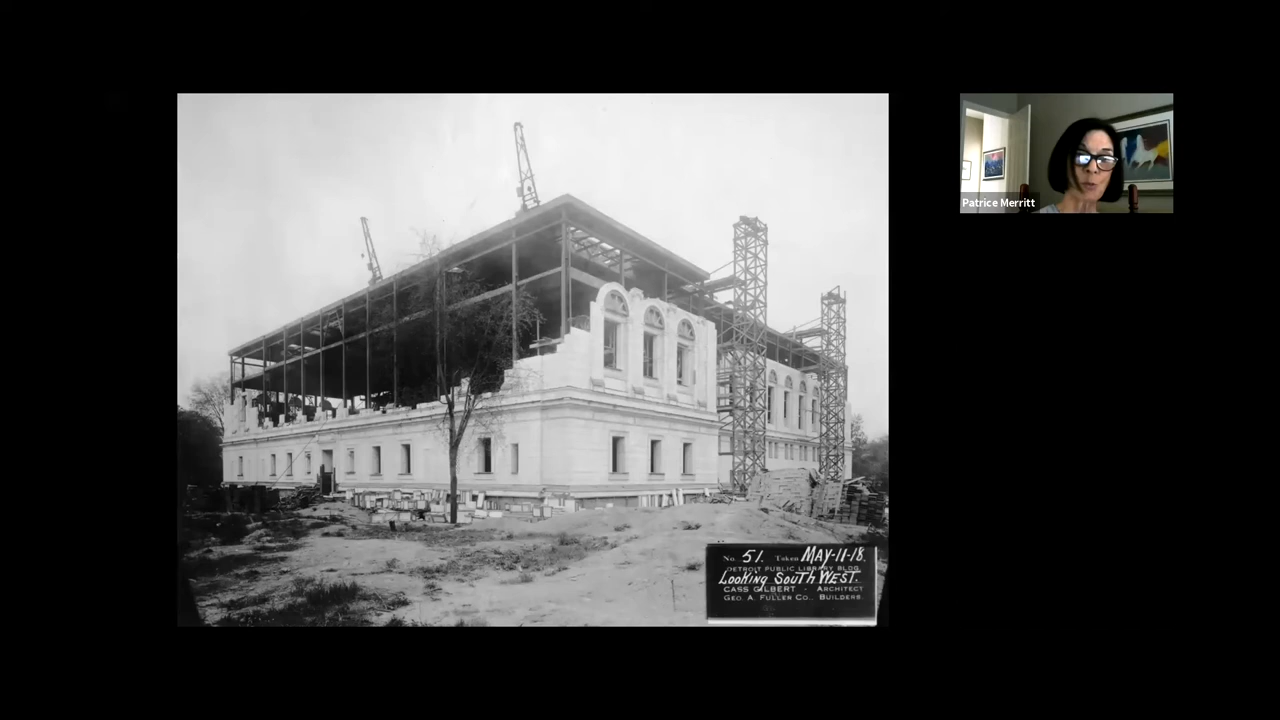 Patrice Merritt
No. 51. Taken MAY-11-18.
DETROIT PUBLIC LIBRARY BLDG.
LOOKING SOUTH WEST.
CASS GILBERT - ARCHITECT
GEO. A. FULLER CO., BUILDERS.